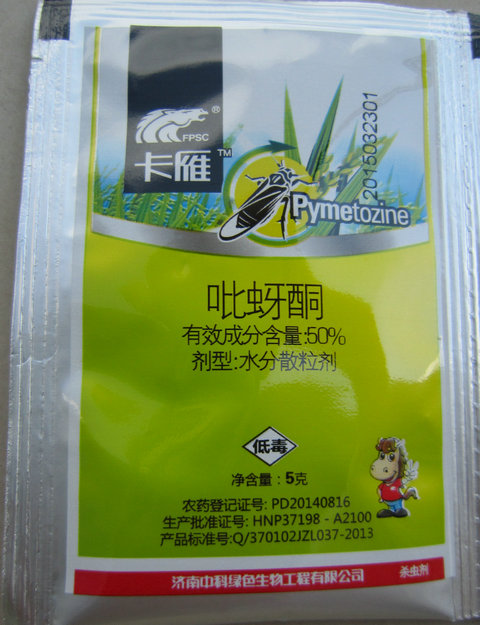 ®
FPSC
卡雁™
2015032301
Pymetozine
吡蚜酮
有效成分含量:50%
剂型:水分散粒剂
低毒
净含量:5克
农药登记证号: PD20140816
生产批准证号: HNP37198 - A2100
产品标准号:Q/370102JZL037-2013
济南中科绿色生物工程有限公司
杀虫剂